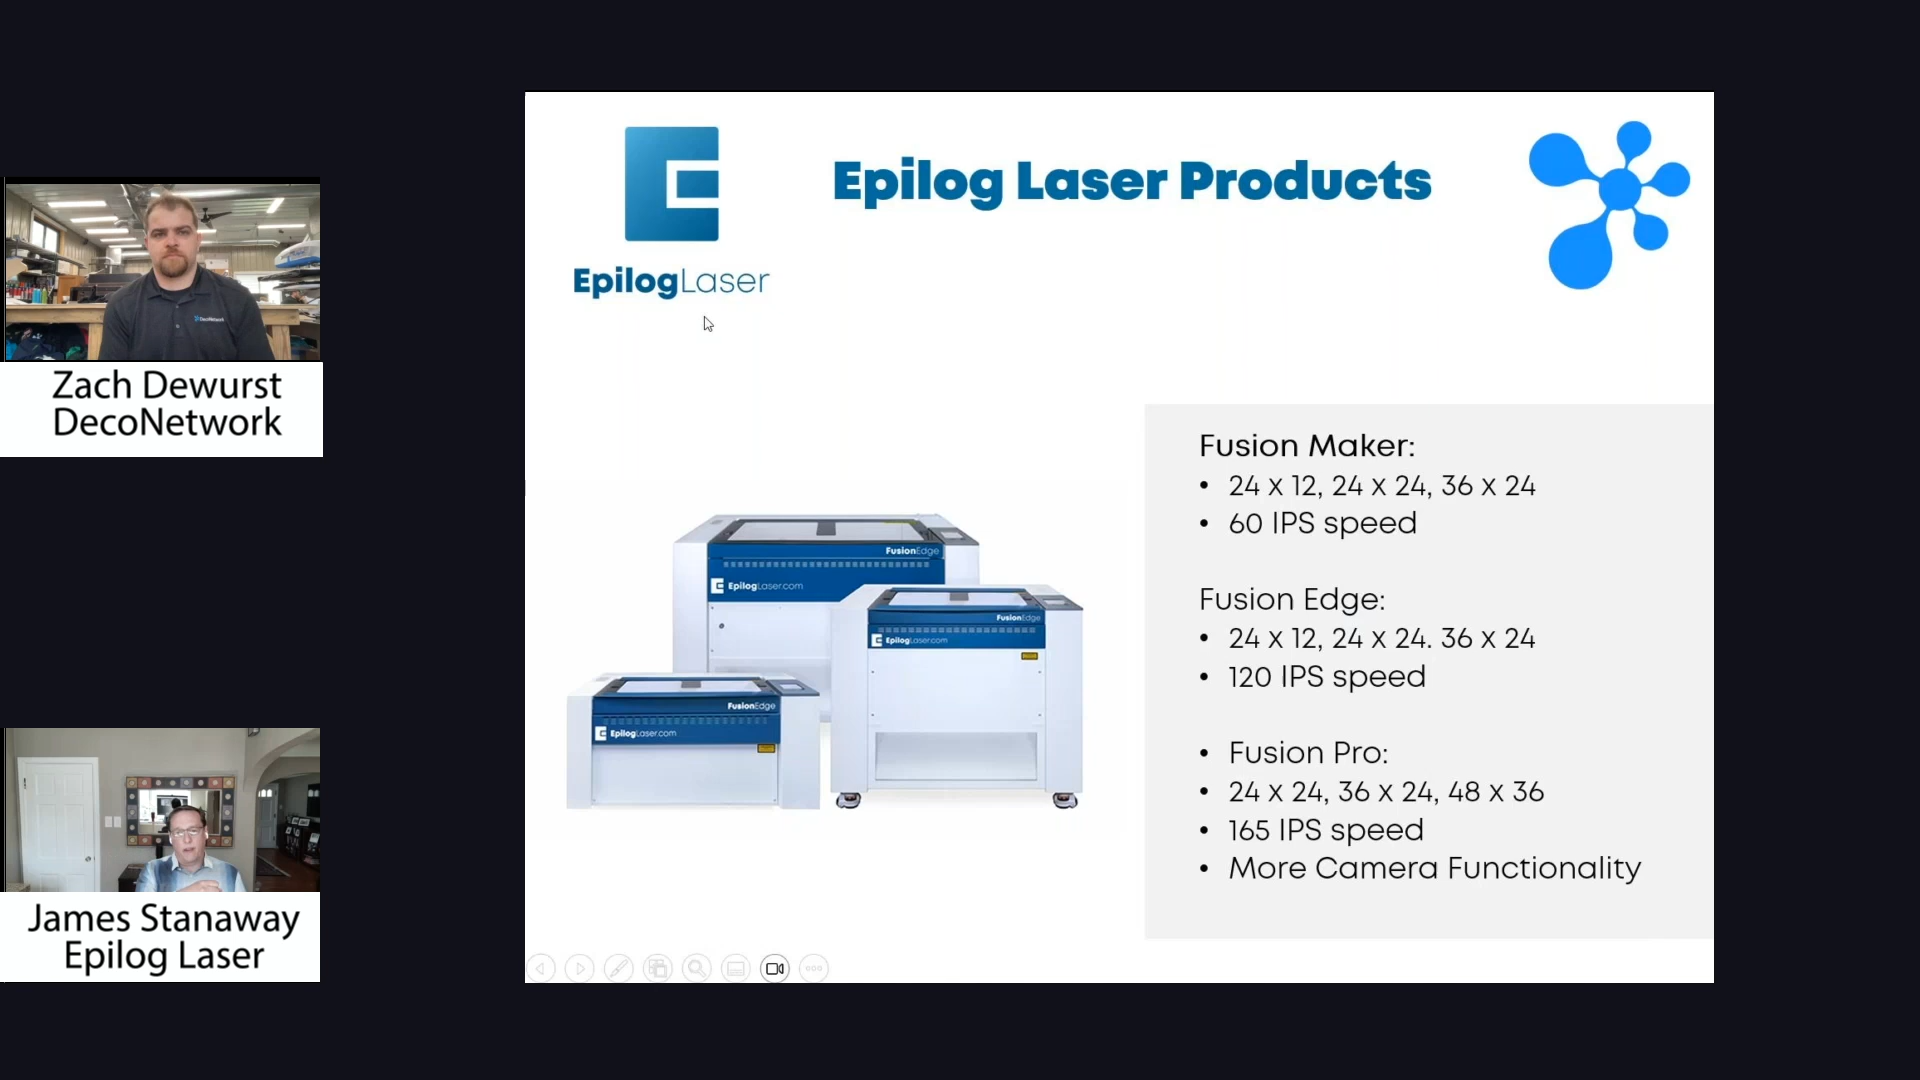 Zach Dewurst
DecoNetwork
DecoNetwork
James Stanaway
Epilog Laser
EpilogLaser
Epilog Laser Products
FusionEdge
EpilogLaser.com
FusionEdge
EpilogLaser.com
FusionEdge
EpilogLaser.com
Fusion Maker:
• 24 x 12, 24 x 24, 36 x 24
• 60 IPS speed
Fusion Edge:
• 24 x 12, 24 x 24. 36 x 24
• 120 IPS speed
• Fusion Pro:
• 24 x 24, 36 x 24, 48 x 36
• 165 IPS speed
• More Camera Functionality